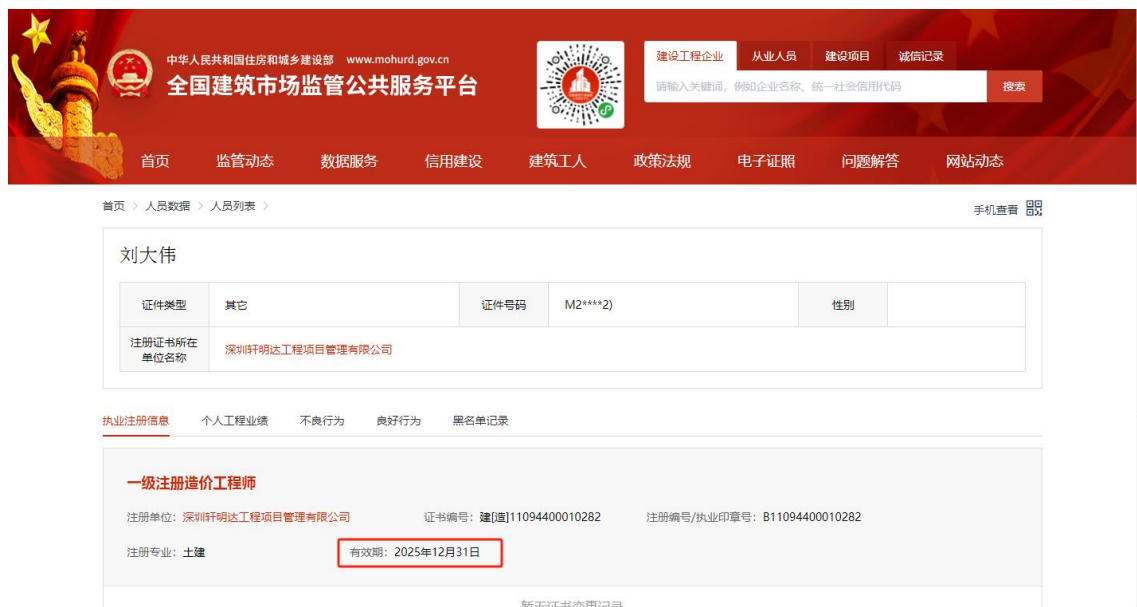 中华人民共和国住房和城乡建设部 www.mohurd.gov.cn
全国建筑市场监管公共服务平台
建设工程企业 从业人员 建设项目 诚信记录
请输入关键词，例如企业名称、统一社会信用代码 搜索
首页 监管动态 数据服务 信用建设 建筑工人 政策法规 电子证照 问题解答 网站动态
首页 > 人员数据 > 人员列表 >
手机查看
刘大伟
证件类型 其它 证件号码 M2****2) 性别
注册证书所在
单位名称
深圳轩明达工程项目管理有限公司
执业注册信息 个人工程业绩 不良行为 良好行为 黑名单记录
一级注册造价工程师
注册单位：深圳轩明达工程项目管理有限公司 证书编号：建[造]11094400010282 注册编号/执业印章号：B11094400010282
注册专业：土建 有效期：2025年12月31日
暂无证书变更记录